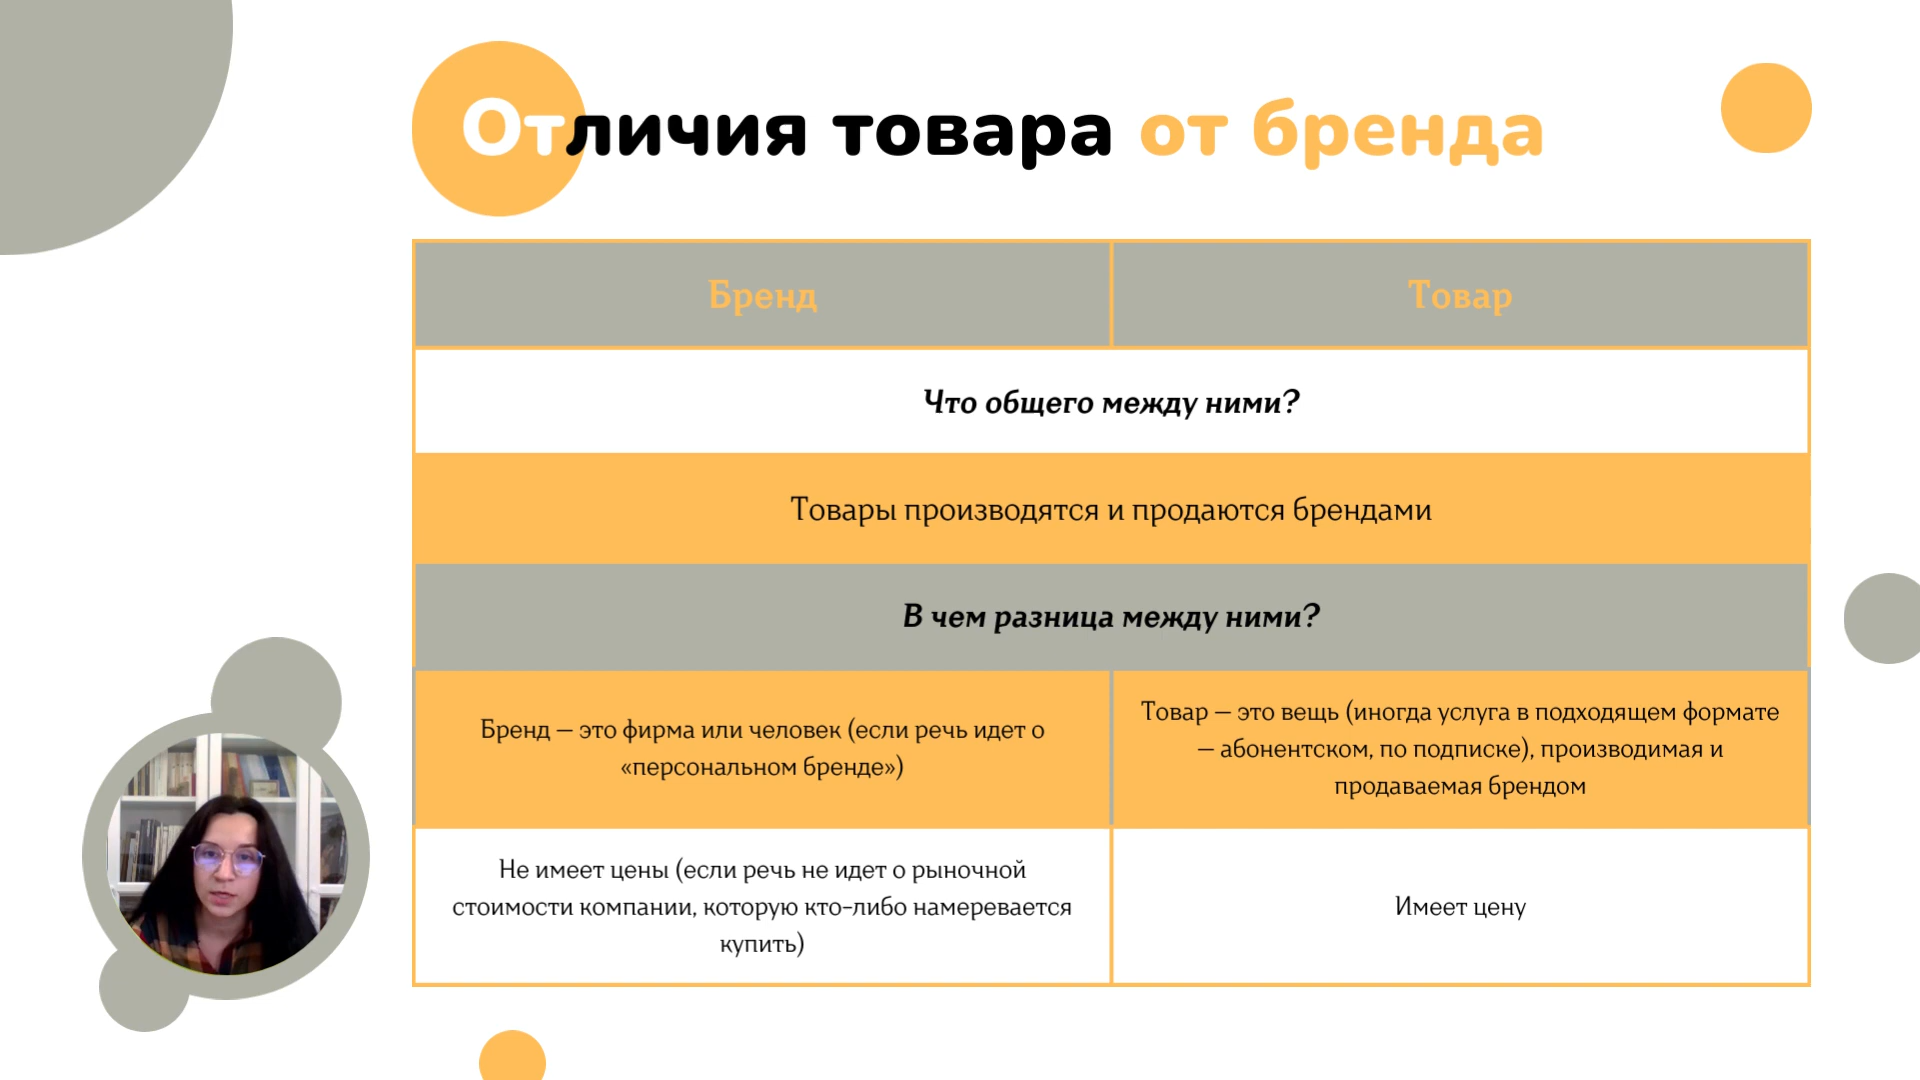 Отличия товара от бренда
Бренд
Товар
Что общего между ними?
Товары производятся и продаются брендами
В чем разница между ними?
Бренд — это фирма или человек (если речь идет о
«персональном бренде»)
Товар — это вещь (иногда услуга в подходящем формате
— абонентском, по подписке), производимая и
продаваемая брендом
Не имеет цены (если речь не идет о рыночной
стоимости компании, которую кто-либо намеревается
купить)
Имеет цену